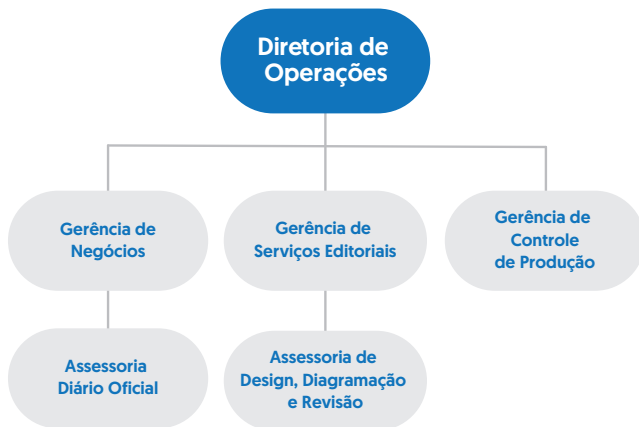 Diretoria de
Operações
Gerência de
Negócios
Gerência de
Serviços Editoriais
Gerência de
Controle
de Produção
Assessoria
Diário Oficial
Assessoria de
Design, Diagramação
e Revisão